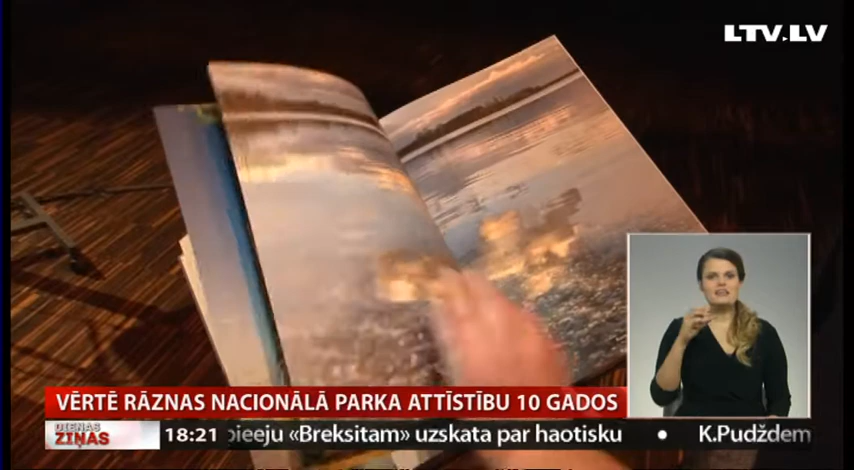 LTV.LV
VĒRTĒ RĀZNAS NACIONĀLĀ PARKA ATTĪSTĪBU 10 GADOS
DIENAS
ZIŅAS
18:21 pieeju «Breksitam» uzskata par haotisku • K.Pudždem